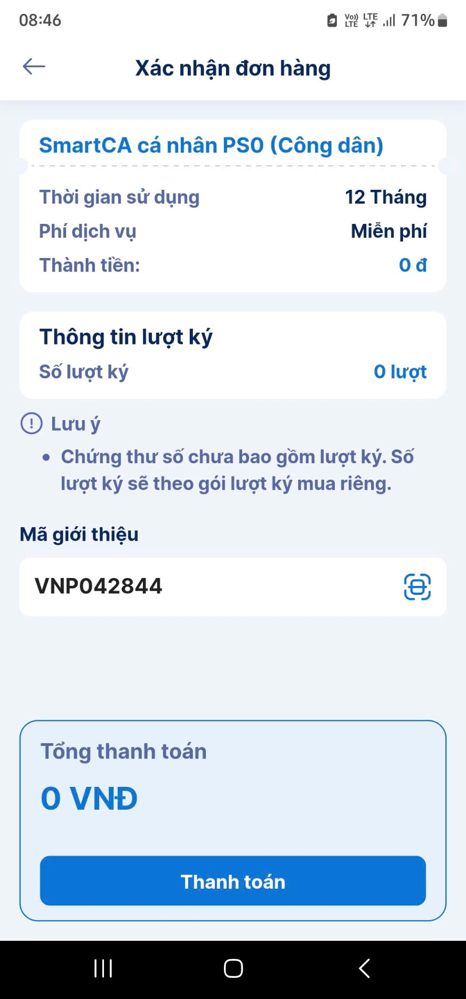 08:46
Vo)) LTE LTE 71%
Xác nhận đơn hàng
SmartCA cá nhân PS0 (Công dân)
Thời gian sử dụng 12 Tháng
Phí dịch vụ Miễn phí
Thành tiền: 0 đ
Thông tin lượt ký
Số lượt ký 0 lượt
Lưu ý
• Chứng thư số chưa bao gồm lượt ký. Số
lượt ký sẽ theo gói lượt ký mua riêng.
Mã giới thiệu
VNP042844
Tổng thanh toán
0 VNĐ
Thanh toán